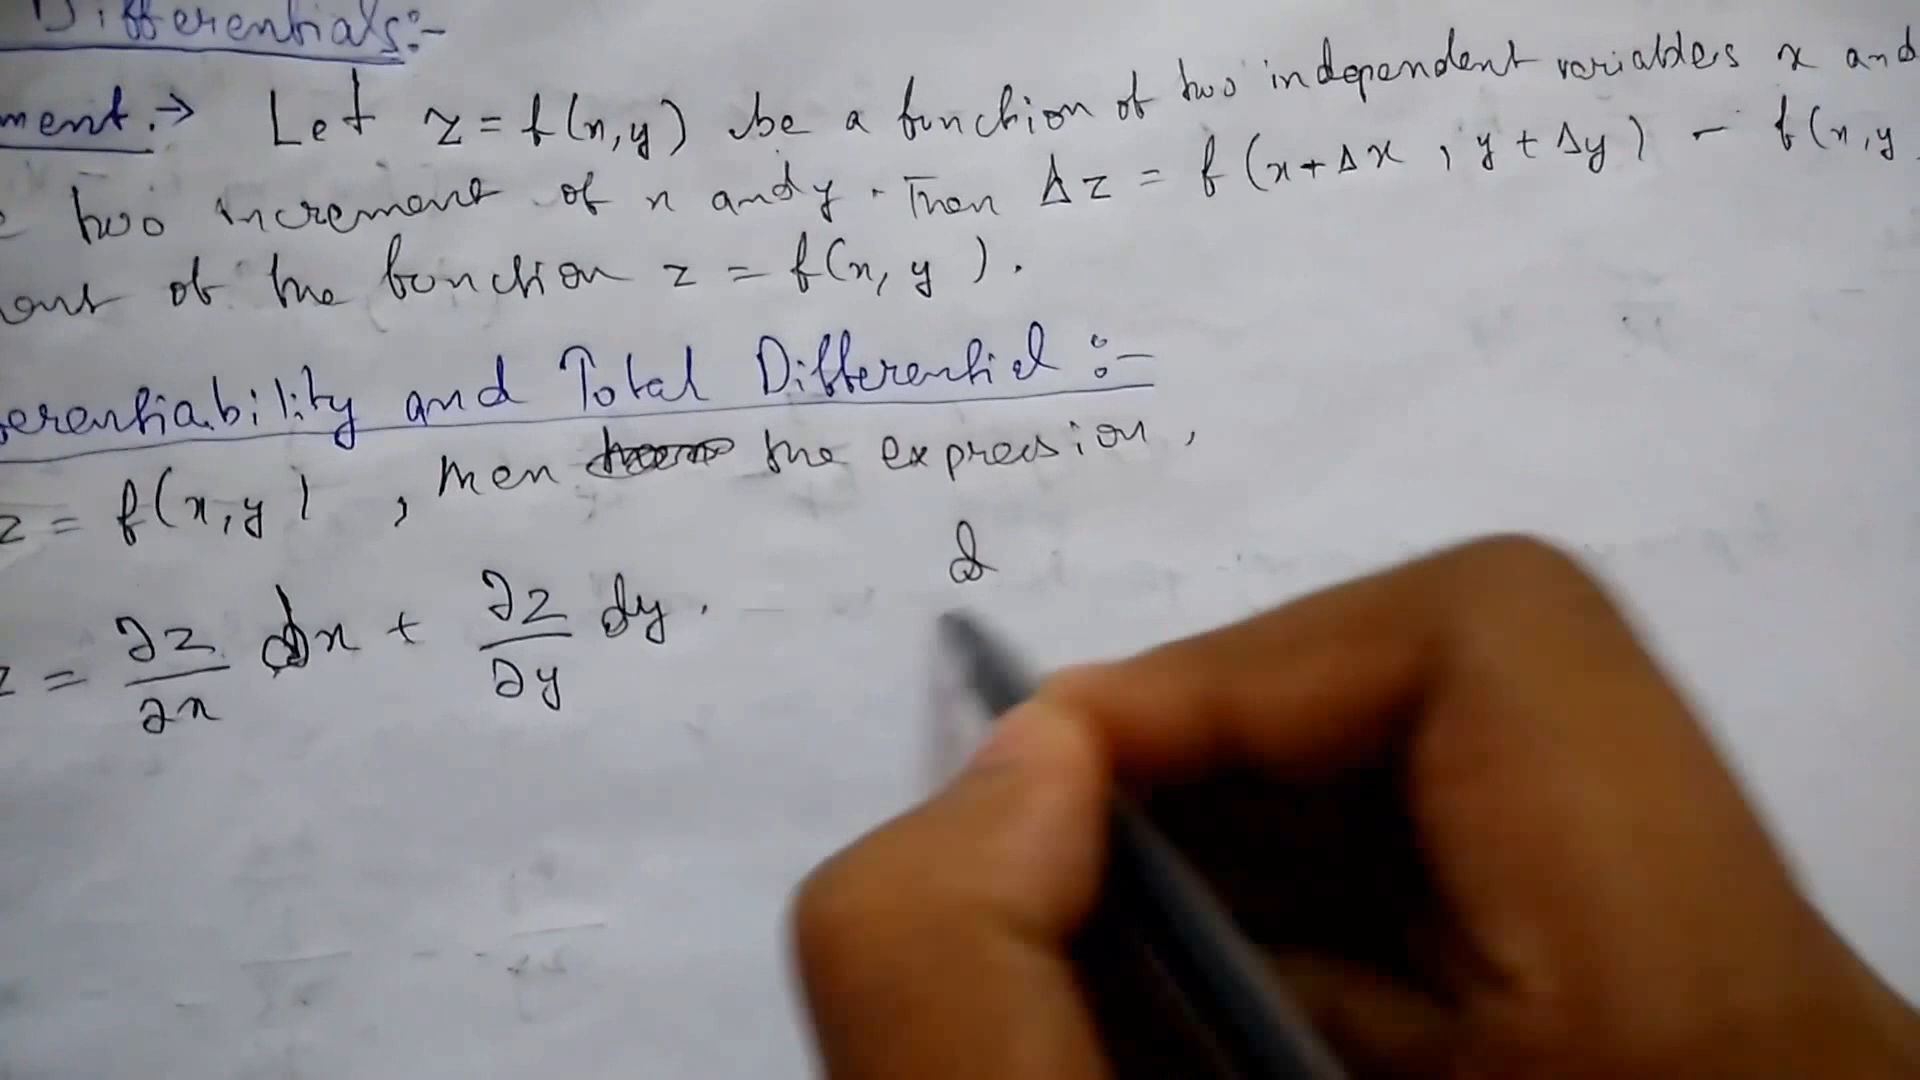 Differentials:-
ment. → Let z = f(x,y) be a function of two independent variables x and
two increment of x and y. Then Δz = f(x+Δx, y+Δy) - f(x,y
of the function z = f(x,y).
erentiability and Total Differential :-
z = f(x,y), then the expression,
z = ∂z/∂x dx + ∂z/∂y dy.
d